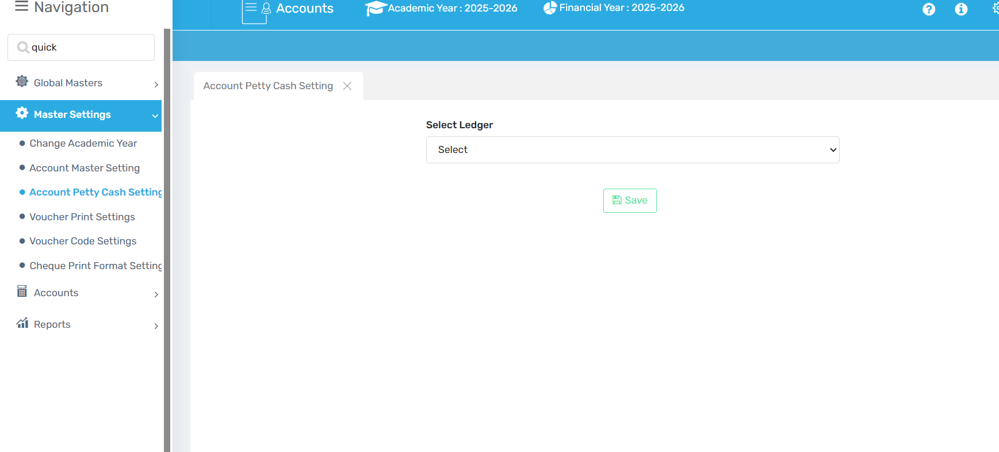 Navigation
Accounts
Academic Year : 2025-2026
Financial Year : 2025-2026
quick
Global Masters
Master Settings
Change Academic Year
Account Master Setting
Account Petty Cash Setting
Voucher Print Settings
Voucher Code Settings
Cheque Print Format Setting
Accounts
Reports
Account Petty Cash Setting
Select Ledger
Select
Save